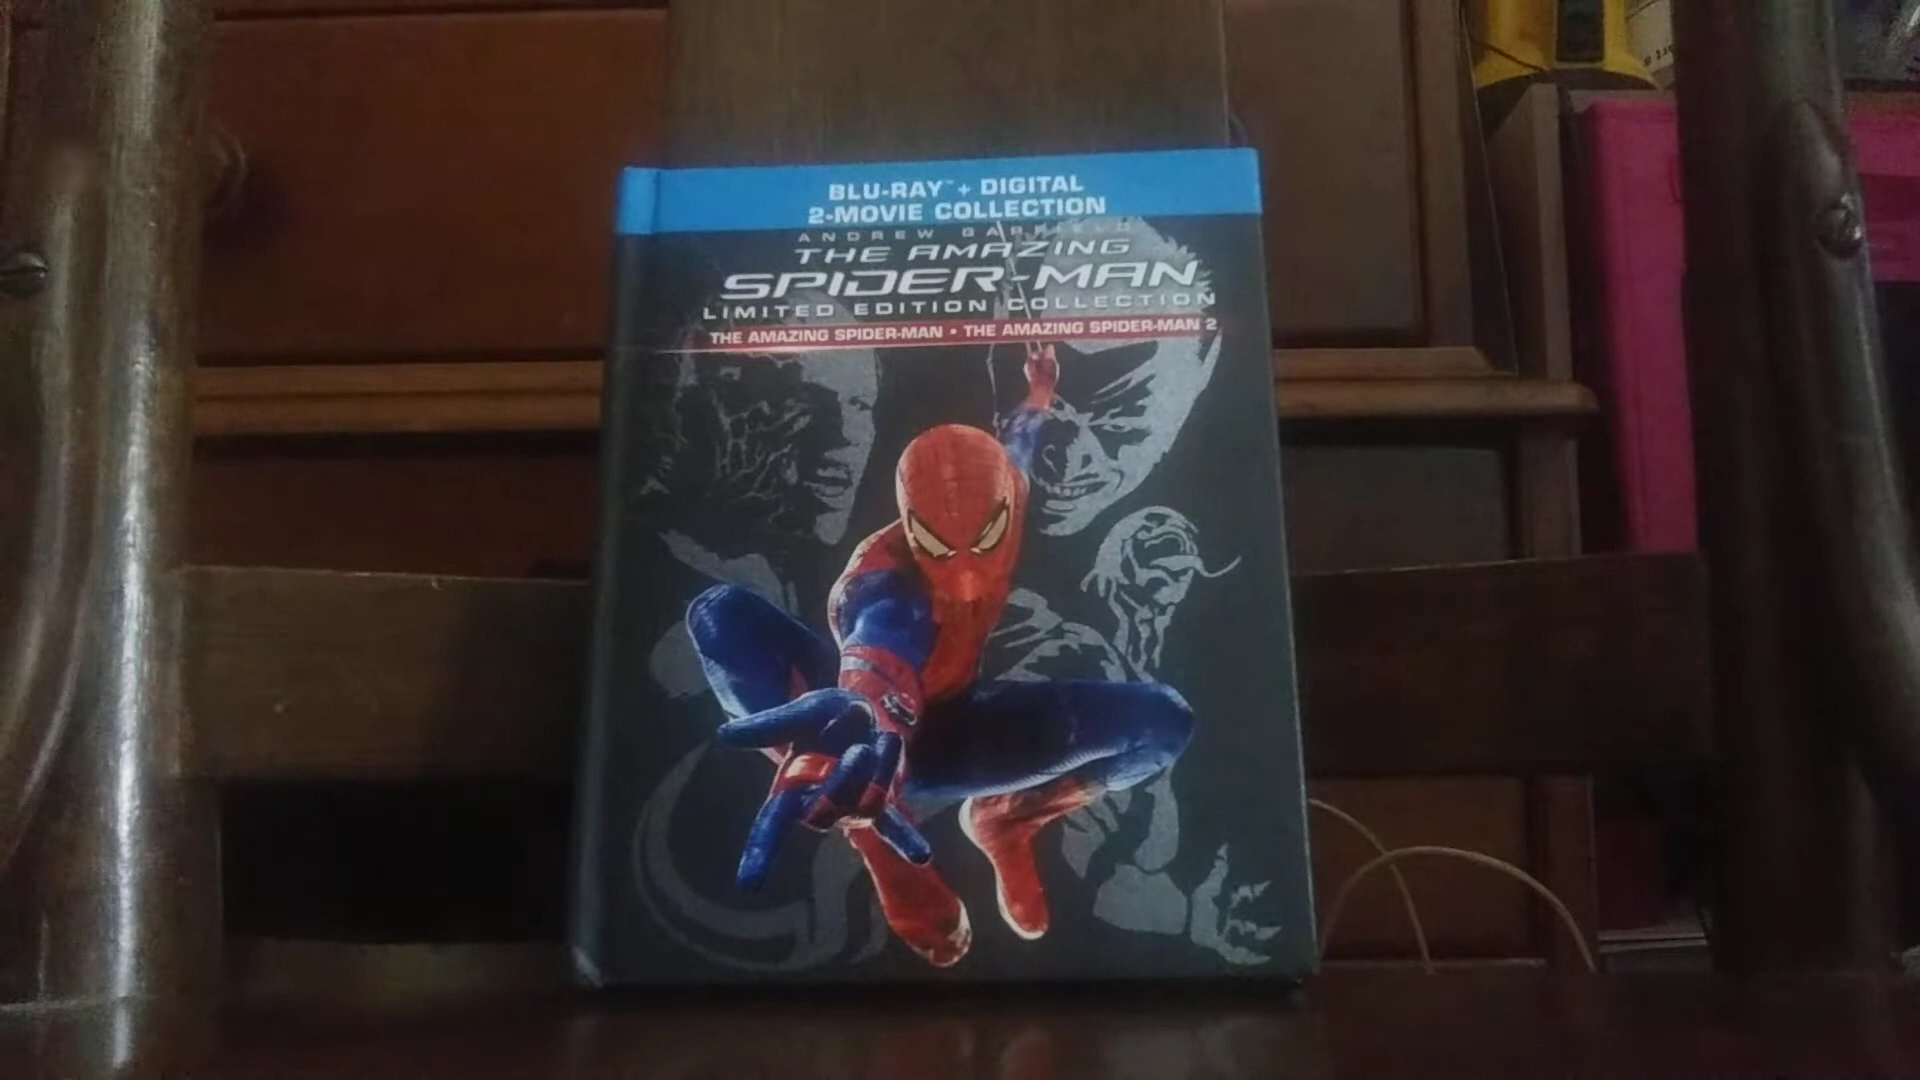 BLU-RAY™ + DIGITAL
2-MOVIE COLLECTION
ANDREW GARFIELD
THE AMAZING
SPIDER-MAN
LIMITED EDITION COLLECTION
THE AMAZING SPIDER-MAN • THE AMAZING SPIDER-MAN 2